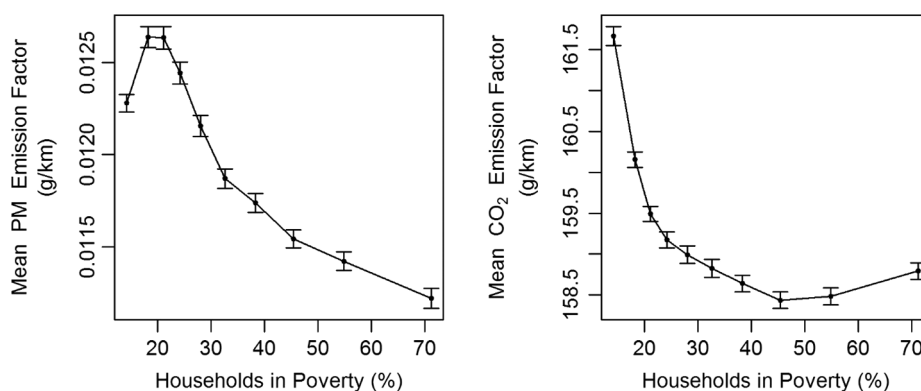 Mean PM Emission Factor
(g/km)
0.0125
0.0120
0.0115
20 30 40 50 60 70
Households in Poverty (%)
Mean CO₂ Emission Factor
(g/km)
161.5
160.5
159.5
158.5
20 30 40 50 60 70
Households in Poverty (%)